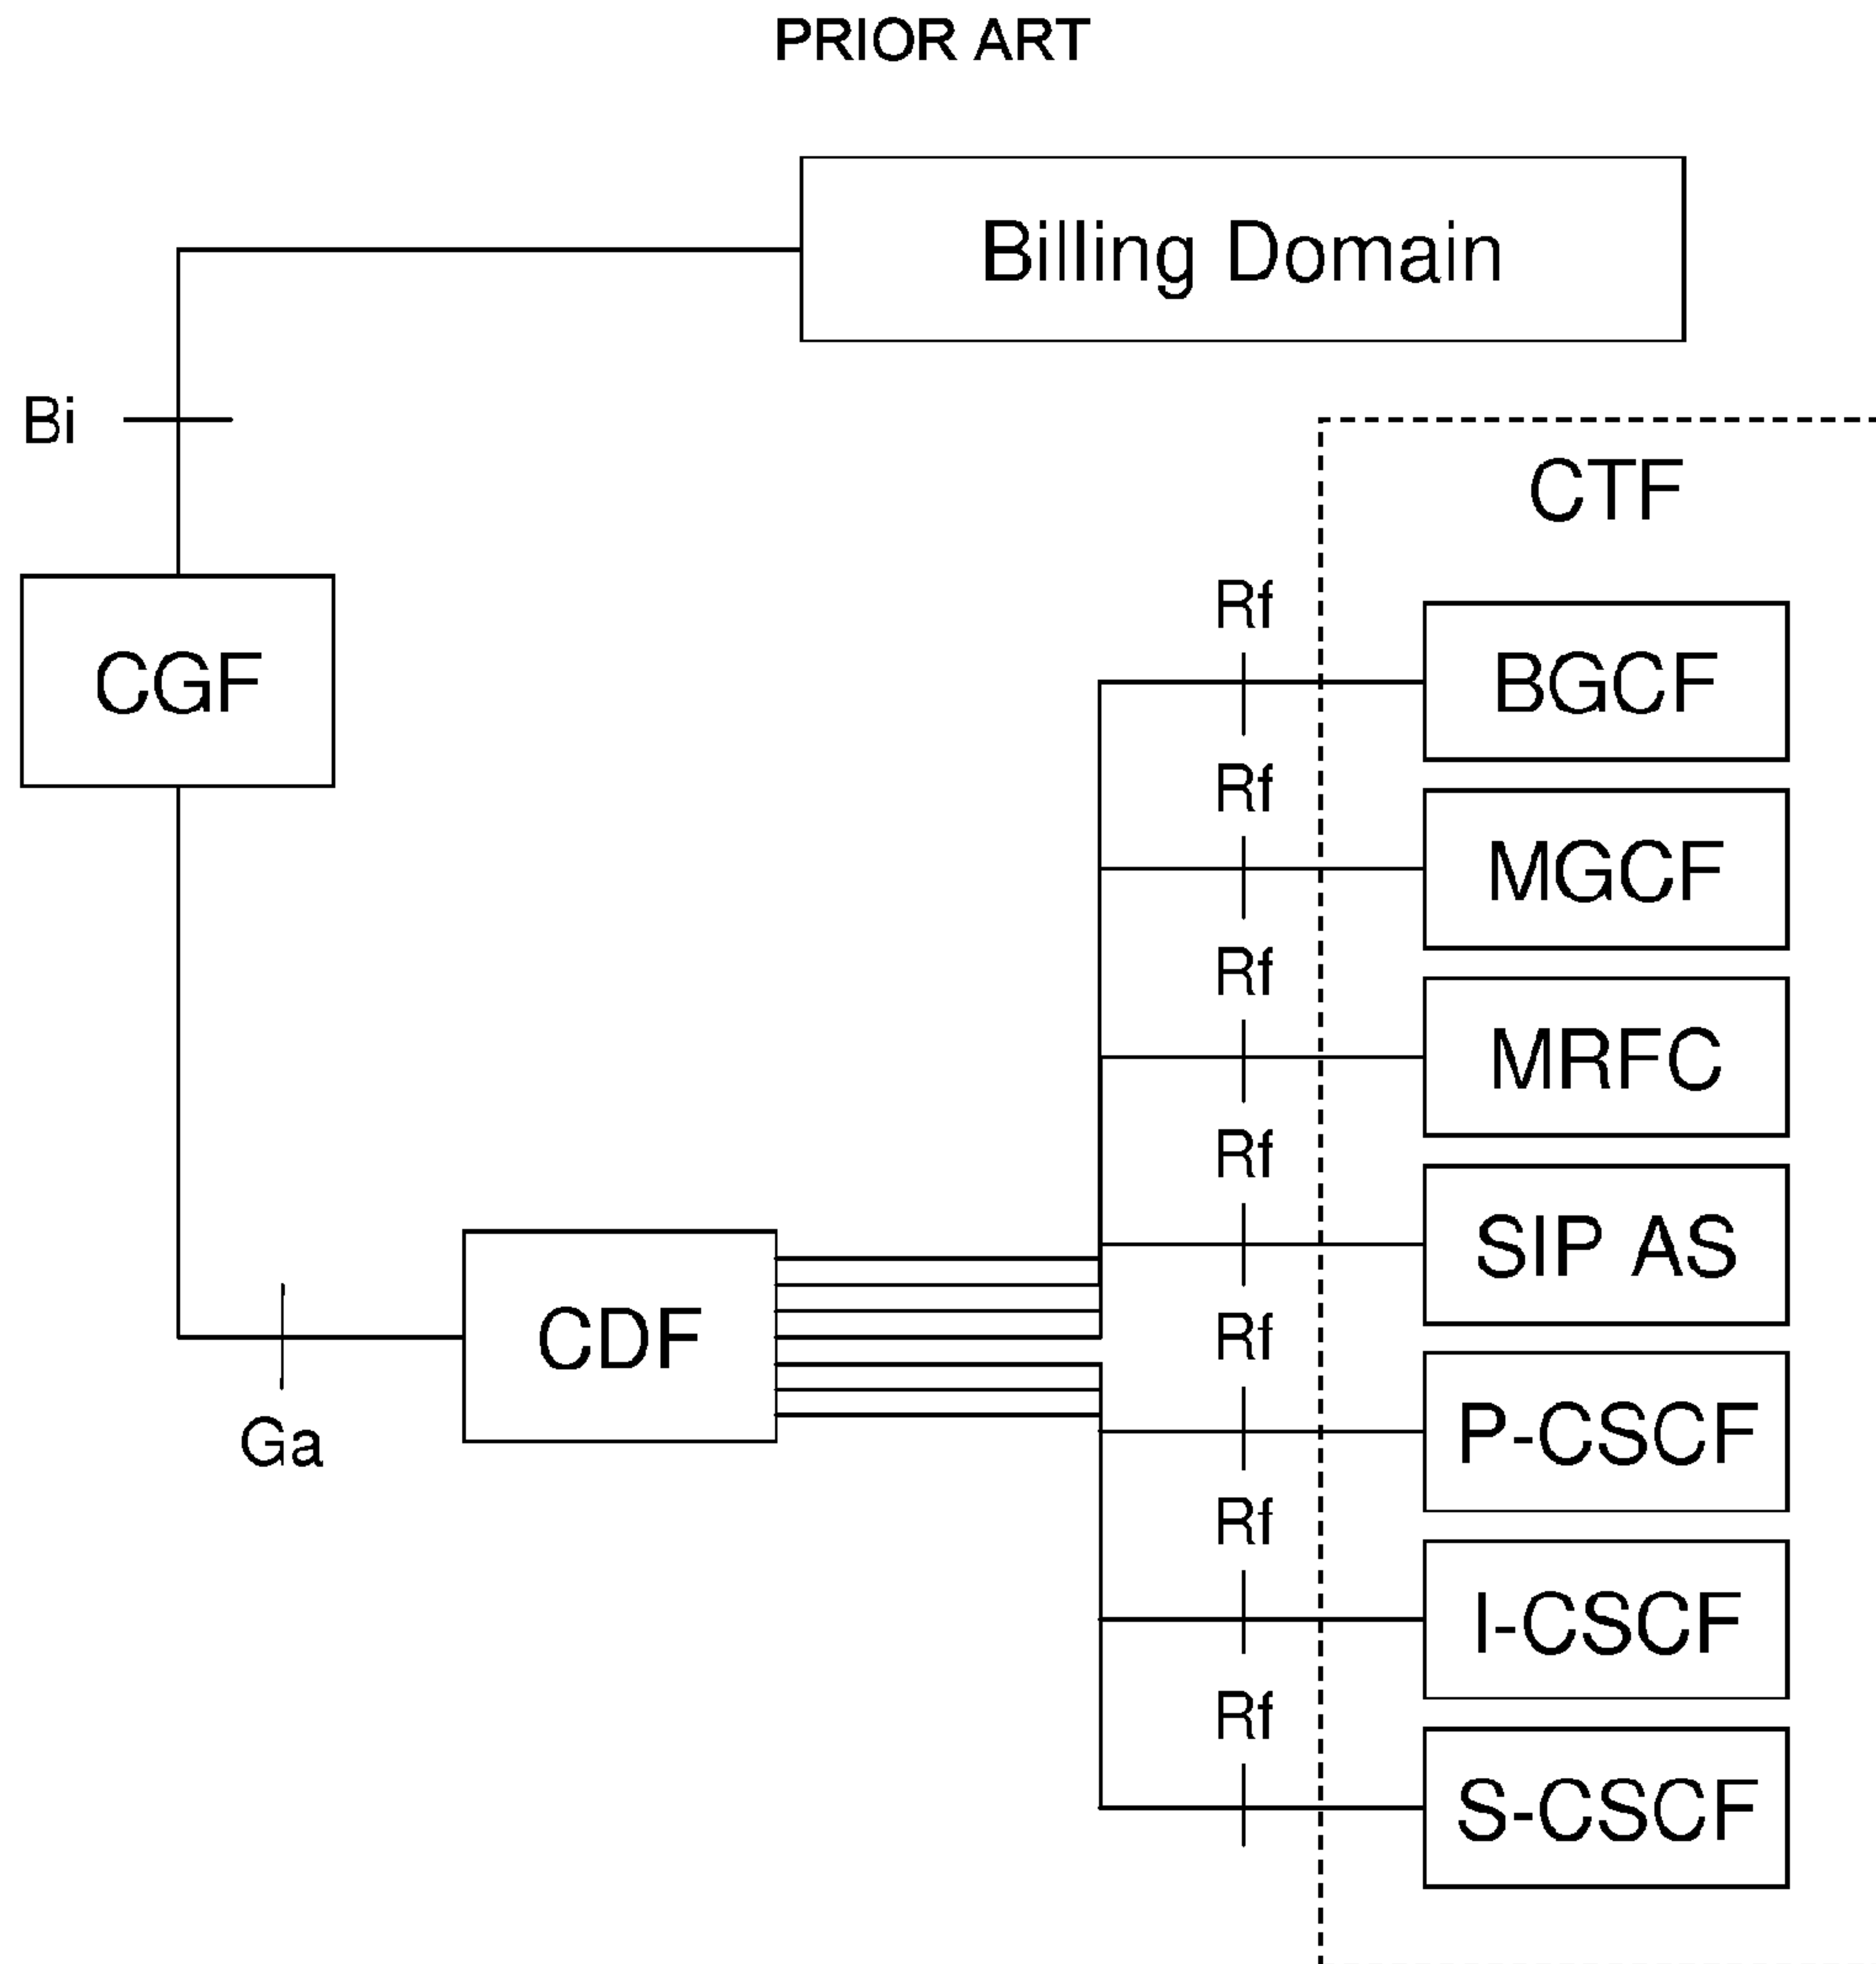 PRIOR ART
Billing Domain
Bi
CTF
CGF
Rf
BGCF
Rf
MGCF
Rf
MRFC
Rf
SIP AS
CDF
Rf
P-CSCF
Ga
Rf
I-CSCF
Rf
S-CSCF